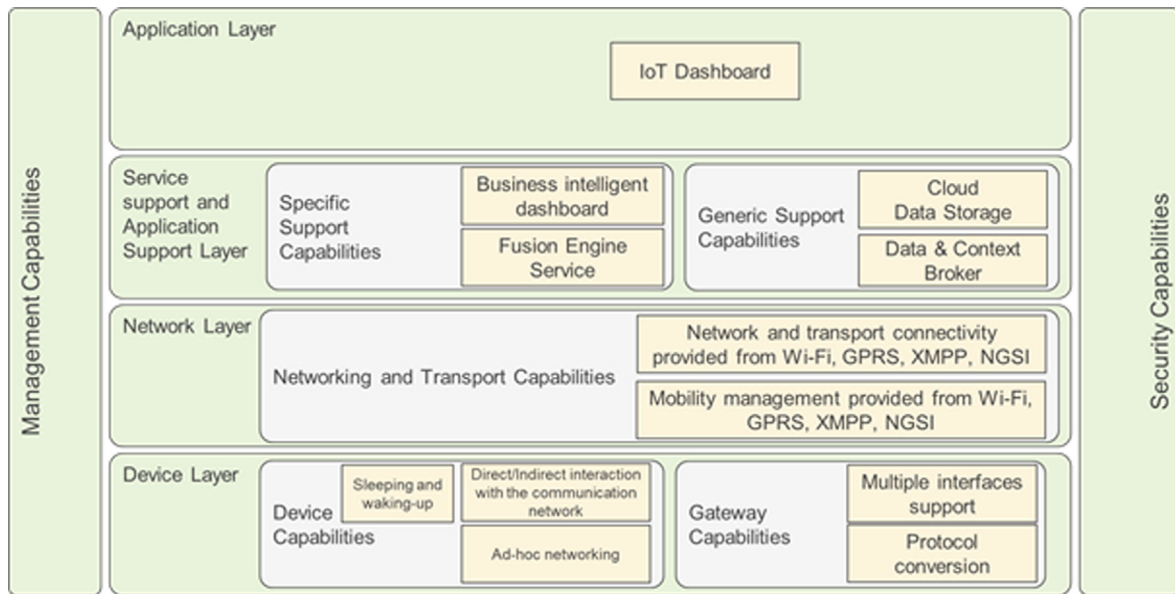 Management Capabilities
Application Layer
IoT Dashboard
Service
support and
Application
Support Layer
Specific
Support
Capabilities
Business intelligent
dashboard
Fusion Engine
Service
Generic Support
Capabilities
Cloud
Data Storage
Data & Context
Broker
Network Layer
Networking and Transport Capabilities
Network and transport connectivity
provided from Wi-Fi, GPRS, XMPP, NGSI
Mobility management provided from Wi-Fi,
GPRS, XMPP, NGSI
Device Layer
Device
Capabilities
Sleeping and
waking-up
Direct/Indirect interaction
with the communication
network
Ad-hoc networking
Gateway
Capabilities
Multiple interfaces
support
Protocol
conversion
Security Capabilities